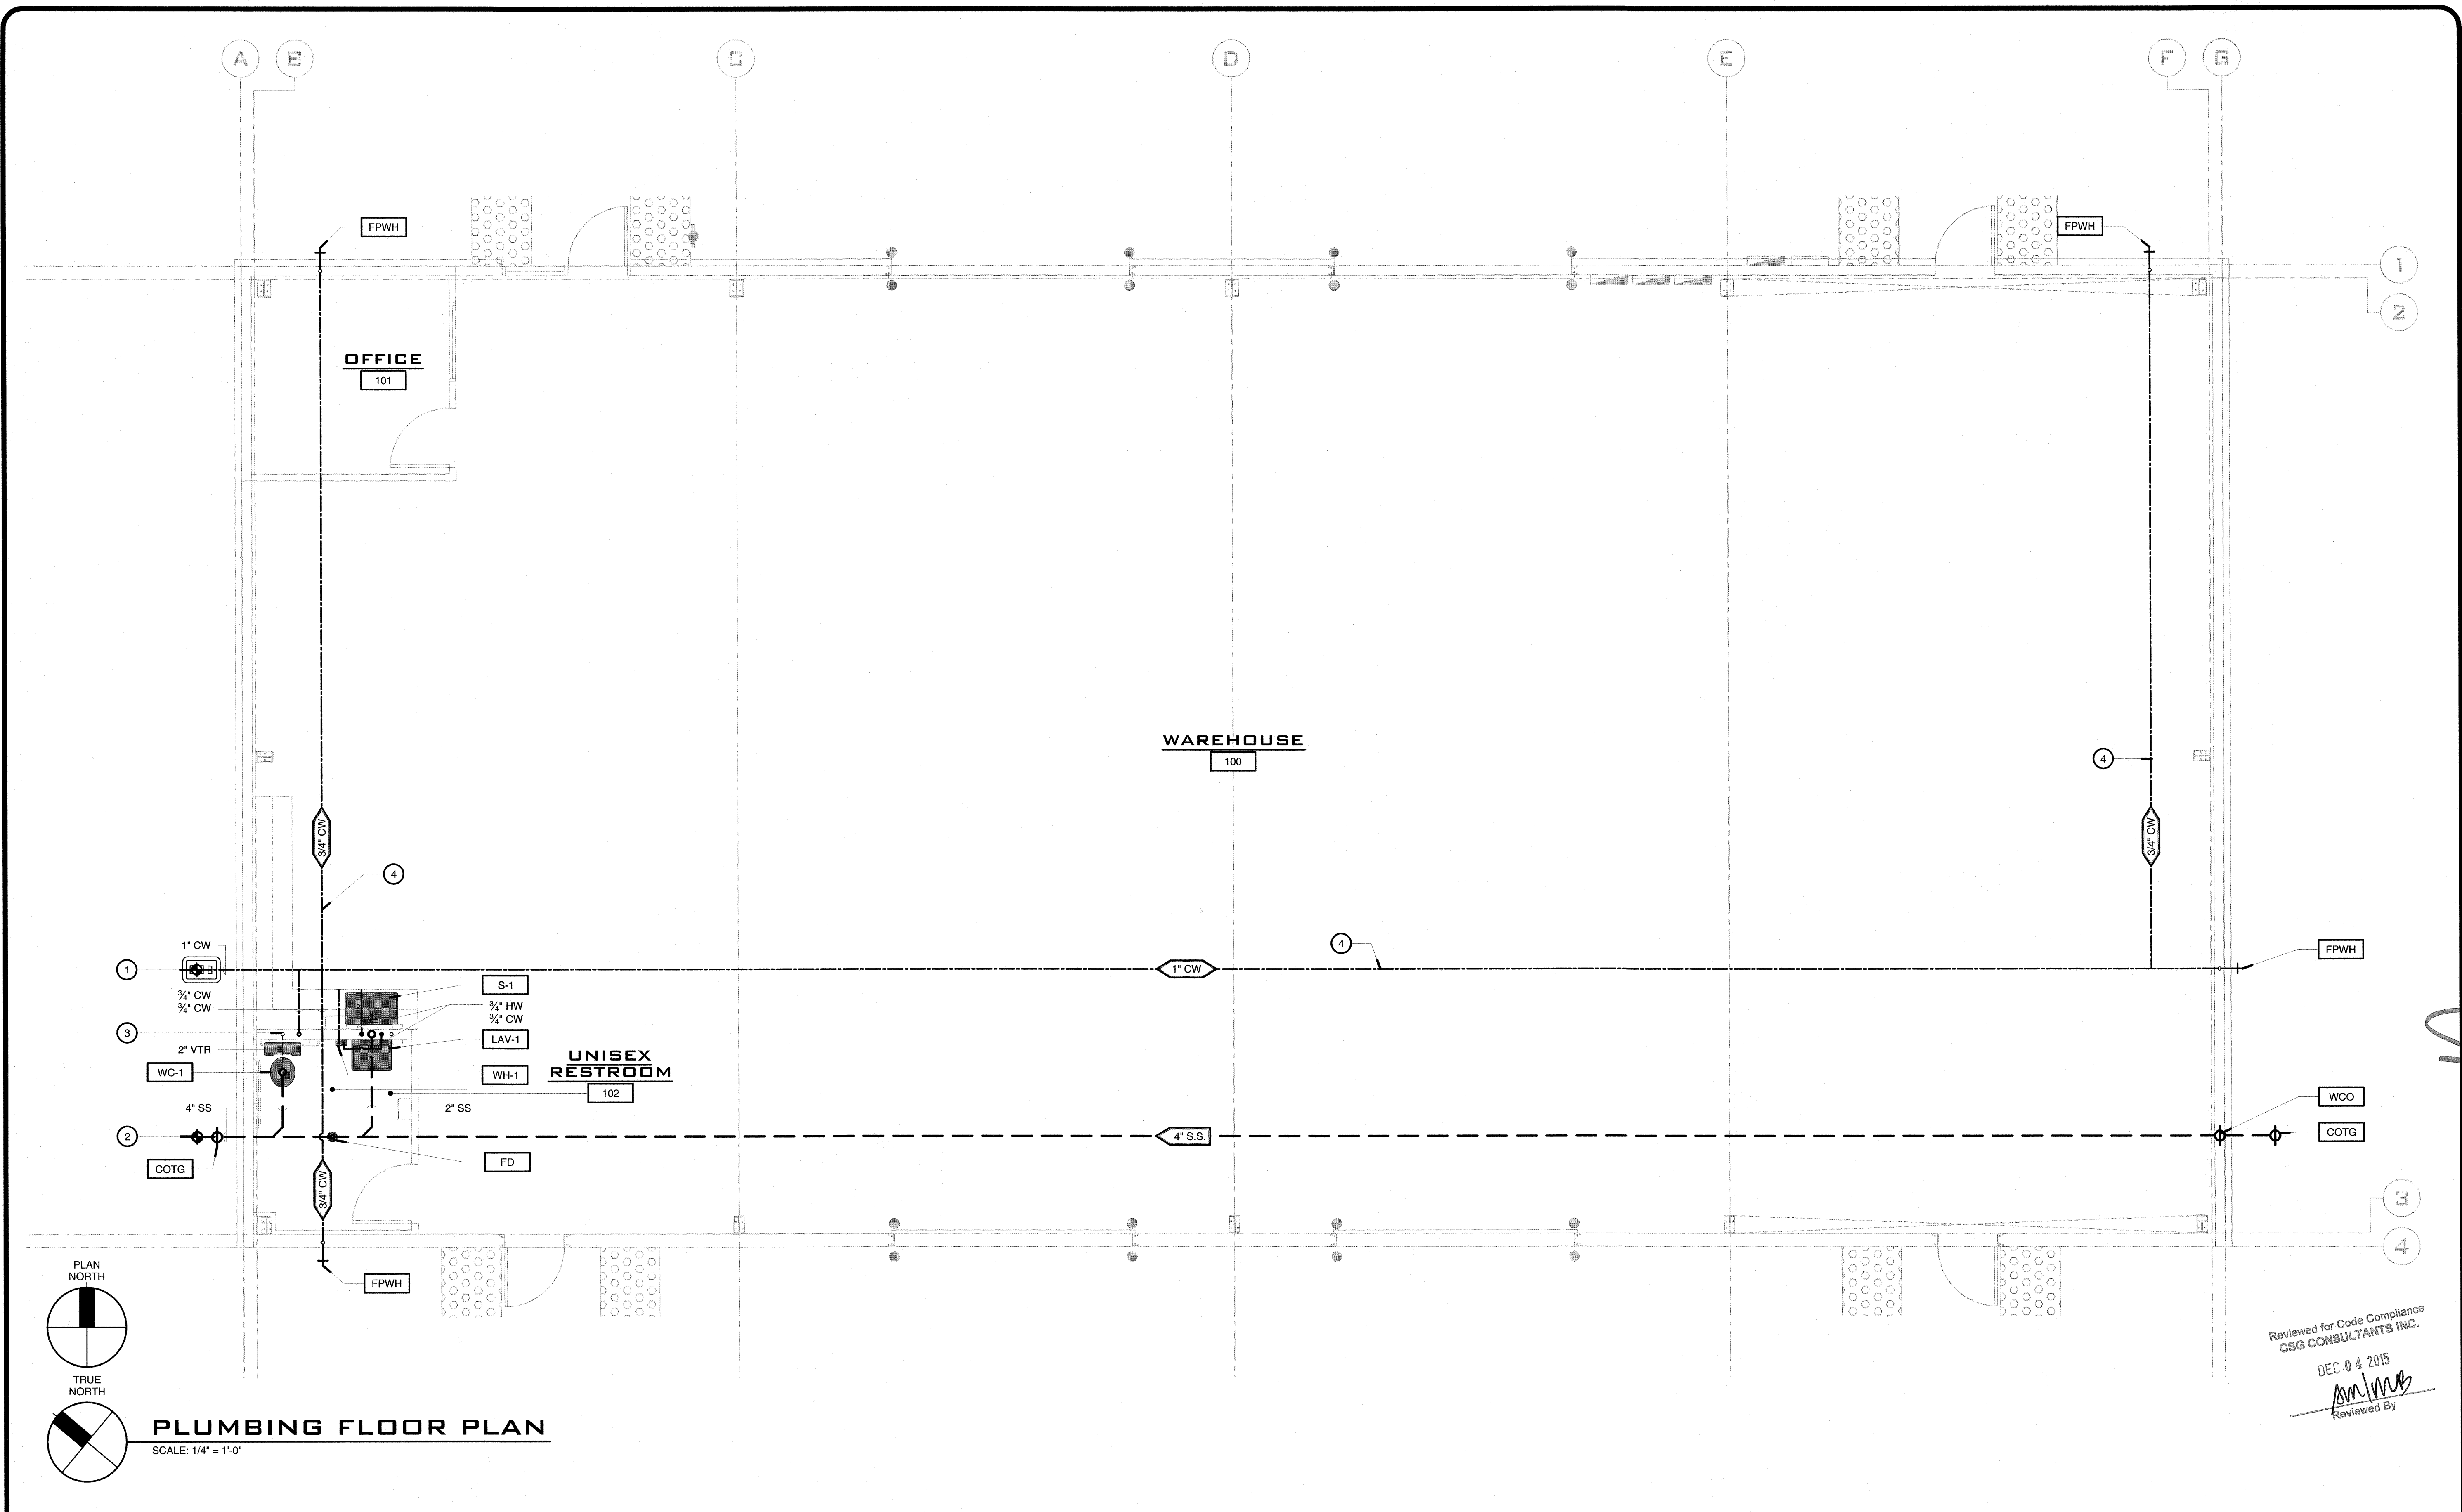 A
B
C
D
E
F
G
FPWH
FPWH
1
2
OFFICE
101
WAREHOUSE
100
4
3/4" CW
3/4" CW
4
1" CW
1
4
1" CW
FPWH
¾" CW
¾" CW
S-1
¾" HW
¾" CW
3
2" VTR
LAV-1
WC-1
WH-1
UNISEX
RESTROOM
102
4" SS
2" SS
WCO
2
4" S.S.
COTG
COTG
FD
3/4" CW
3
4
FPWH
PLAN
NORTH
TRUE
NORTH
PLUMBING FLOOR PLAN
SCALE: 1/4" = 1'-0"
Reviewed for Code Compliance
CSG CONSULTANTS INC.
DEC 04 2015
Reviewed By